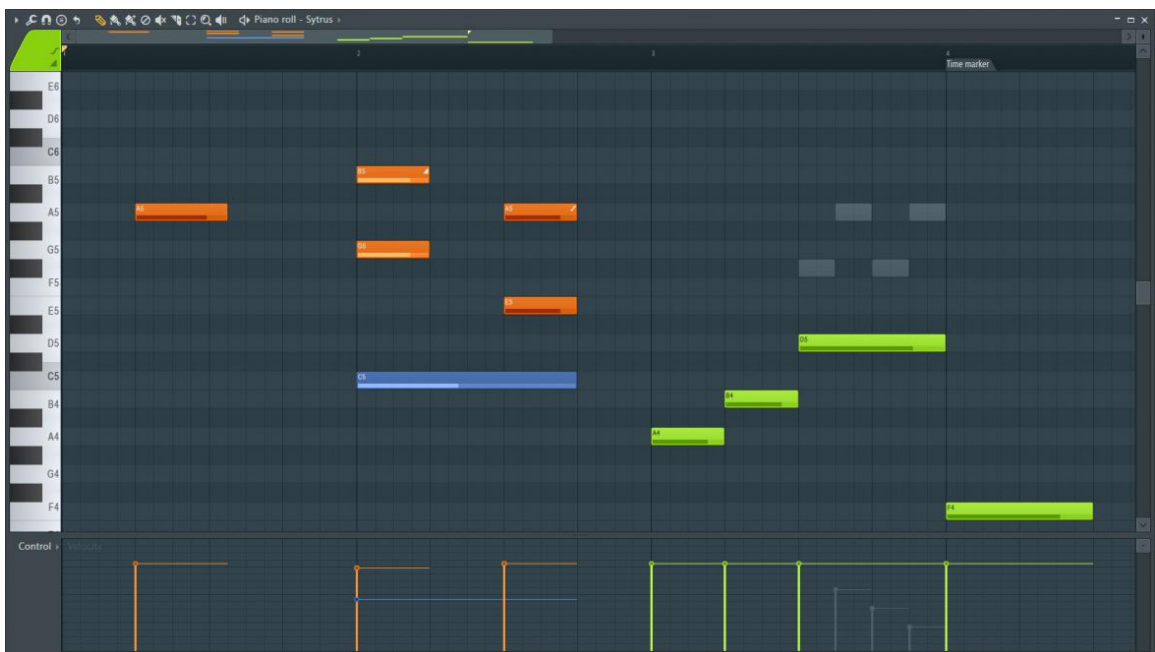 Piano roll - Sytrus ›
2 3 4
Time marker
E6
D6
C6
B5
B5
A5
A5
A5
G5
G5
F5
E5
E5
D5
D5
C5
C5
B4
B4
A4
A4
G4
F4
F4
Control › Velocity